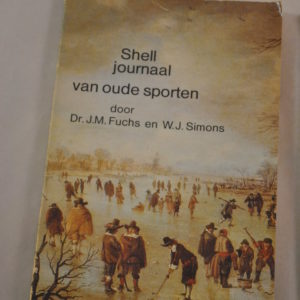 Shell
journaal
van oude sporten
door
Dr. J.M. Fuchs en W.J. Simons